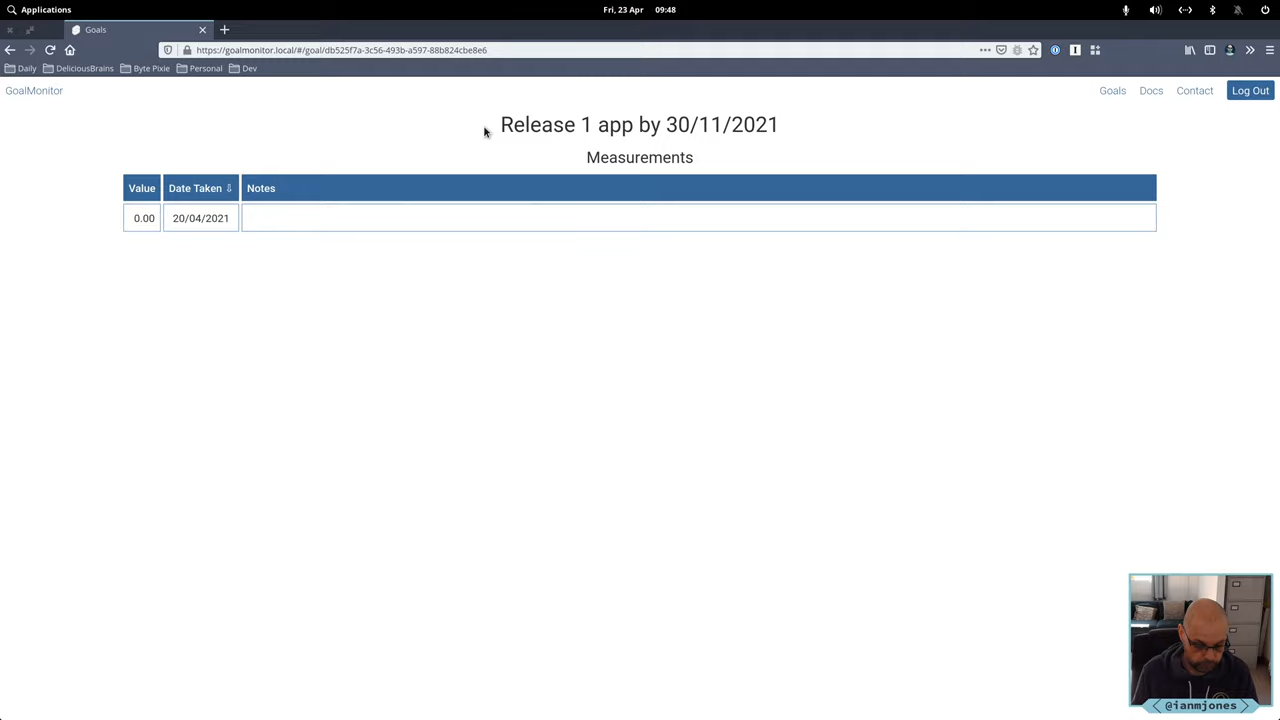 Applications
Fri, 23 Apr 09:48
Goals
https://goalmonitor.local/#/goal/db525f7a-3c56-493b-a597-88b824cbe8e6
Daily DeliciousBrains Byte Pixie Personal Dev
GoalMonitor Goals Docs Contact Log Out
Release 1 app by 30/11/2021
Measurements
Value Date Taken ⇩ Notes
0.00 20/04/2021
@ianmjones